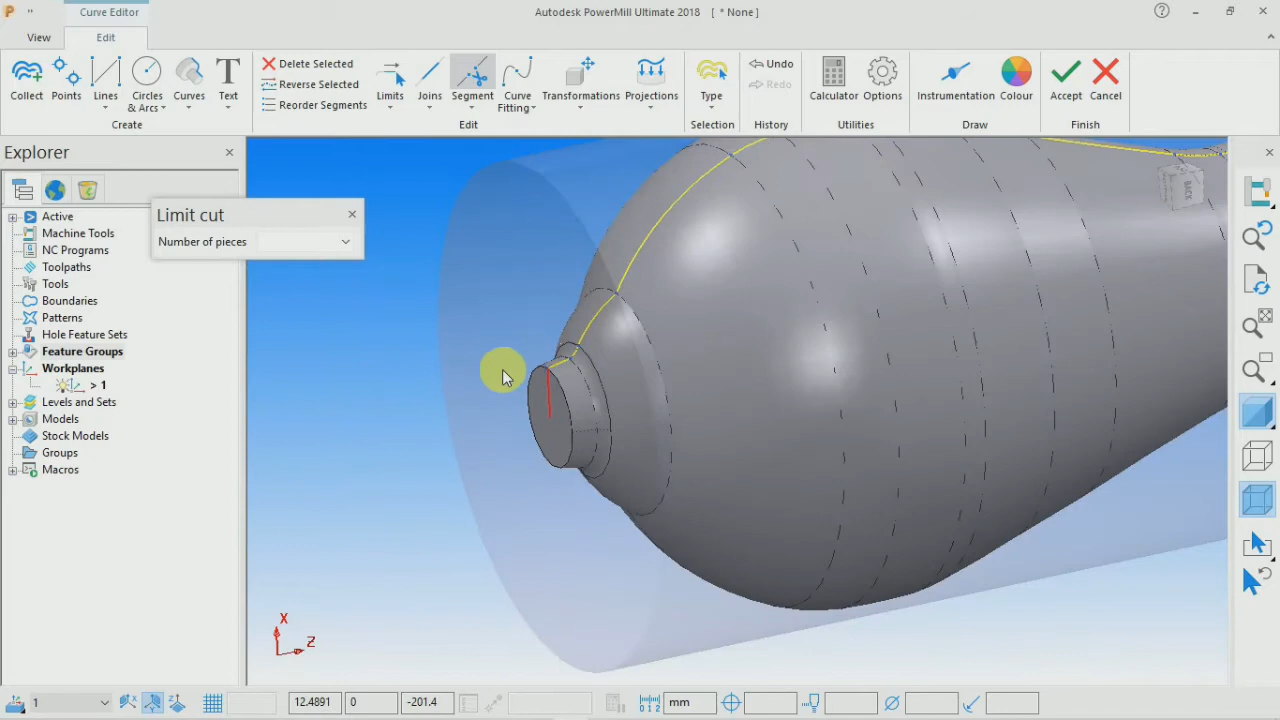 Curve Editor
Autodesk PowerMill Ultimate 2018 [ * None ]
View
Edit
Collect
Points
Lines
Circles
& Arcs
Curves
Text
Delete Selected
Reverse Selected
Reorder Segments
Limits
Joins
Segment
Curve
Fitting
Transformations
Projections
Type
Undo
Redo
Calculator
Options
Instrumentation
Colour
Accept
Cancel
Create
Edit
Selection
History
Utilities
Draw
Finish
Explorer
Active
Machine Tools
NC Programs
Toolpaths
Tools
Boundaries
Patterns
Hole Feature Sets
Feature Groups
Workplanes
> 1
Levels and Sets
Models
Stock Models
Groups
Macros
Limit cut
Number of pieces
BACK
X
Z
1
12.4891
0
-201.4
mm